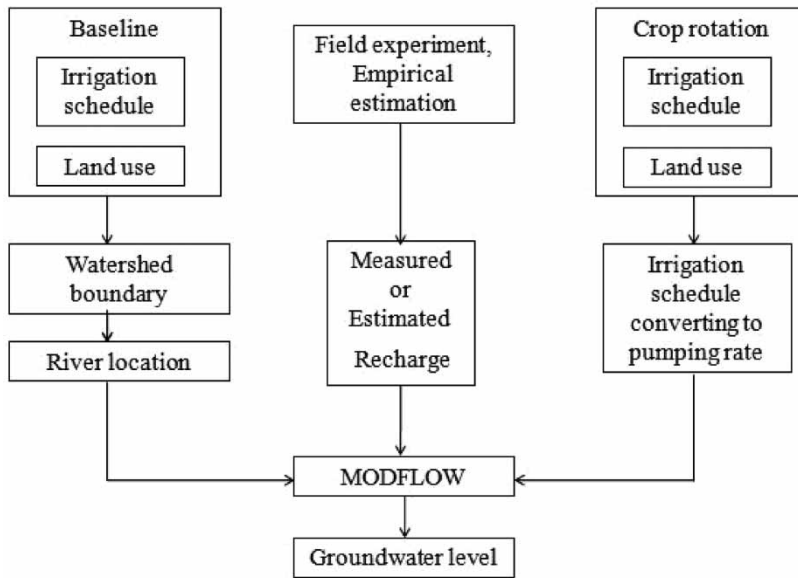 Baseline
Irrigation
schedule
Land use
Watershed
boundary
River location
Field experiment,
Empirical
estimation
Measured
or
Estimated
Recharge
Crop rotation
Irrigation
schedule
Land use
Irrigation
schedule
converting to
pumping rate
MODFLOW
Groundwater level